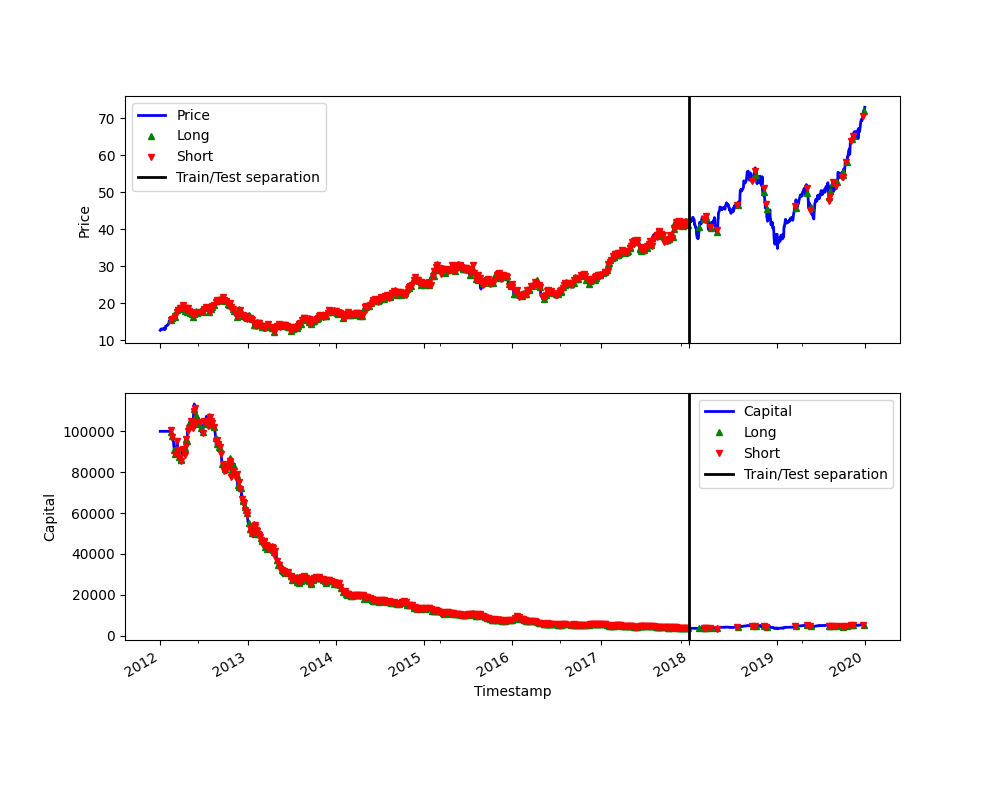 Price
Long
Short
Train/Test separation
70
60
50
40
30
20
10
Price
Capital
Long
Short
Train/Test separation
100000
80000
60000
40000
20000
0
Capital
2012 2013 2014 2015 2016 2017 2018 2019 2020
Timestamp